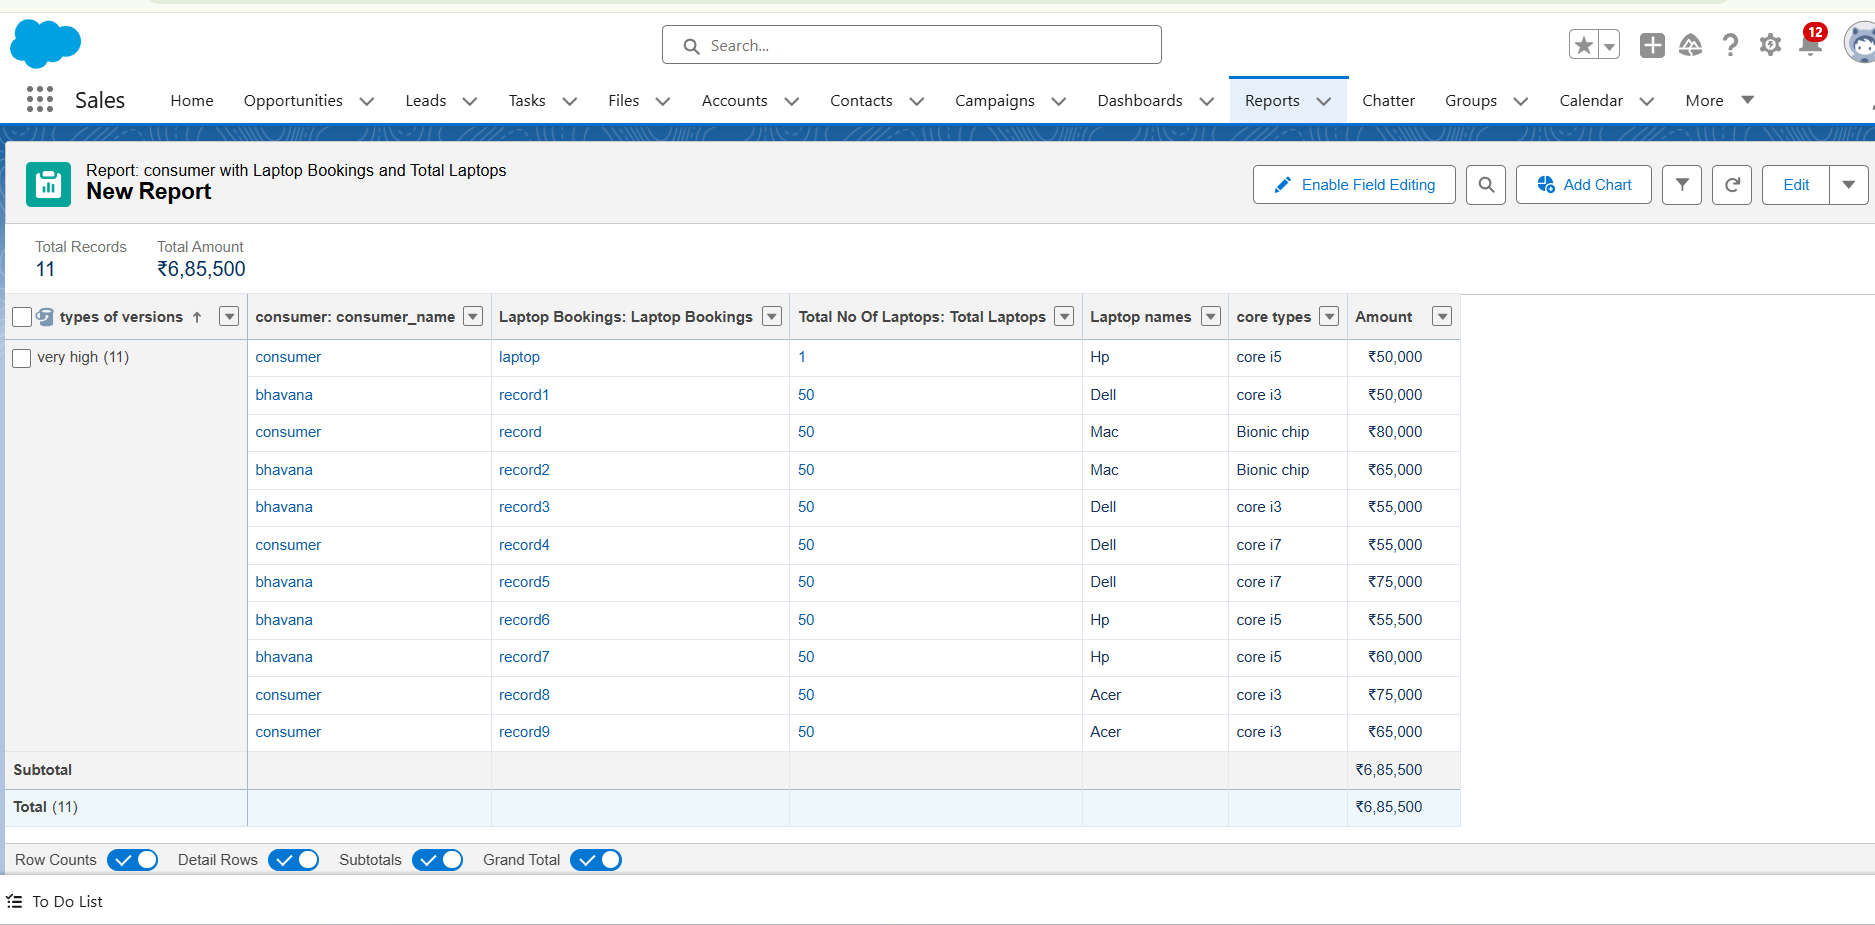 Search...
12
Sales Home Opportunities Leads Tasks Files Accounts Contacts Campaigns Dashboards Reports Chatter Groups Calendar More
Report: consumer with Laptop Bookings and Total Laptops
New Report
Enable Field Editing Add Chart Edit
Total Records Total Amount
11 ₹6,85,500
types of versions ↑ consumer: consumer_name Laptop Bookings: Laptop Bookings Total No Of Laptops: Total Laptops Laptop names core types Amount
very high (11) consumer laptop 1 Hp core i5 ₹50,000
bhavana record1 50 Dell core i3 ₹50,000
consumer record 50 Mac Bionic chip ₹80,000
bhavana record2 50 Mac Bionic chip ₹65,000
bhavana record3 50 Dell core i3 ₹55,000
consumer record4 50 Dell core i7 ₹55,000
bhavana record5 50 Dell core i7 ₹75,000
bhavana record6 50 Hp core i5 ₹55,500
bhavana record7 50 Hp core i5 ₹60,000
consumer record8 50 Acer core i3 ₹75,000
consumer record9 50 Acer core i3 ₹65,000
Subtotal ₹6,85,500
Total (11) ₹6,85,500
Row Counts Detail Rows Subtotals Grand Total
To Do List